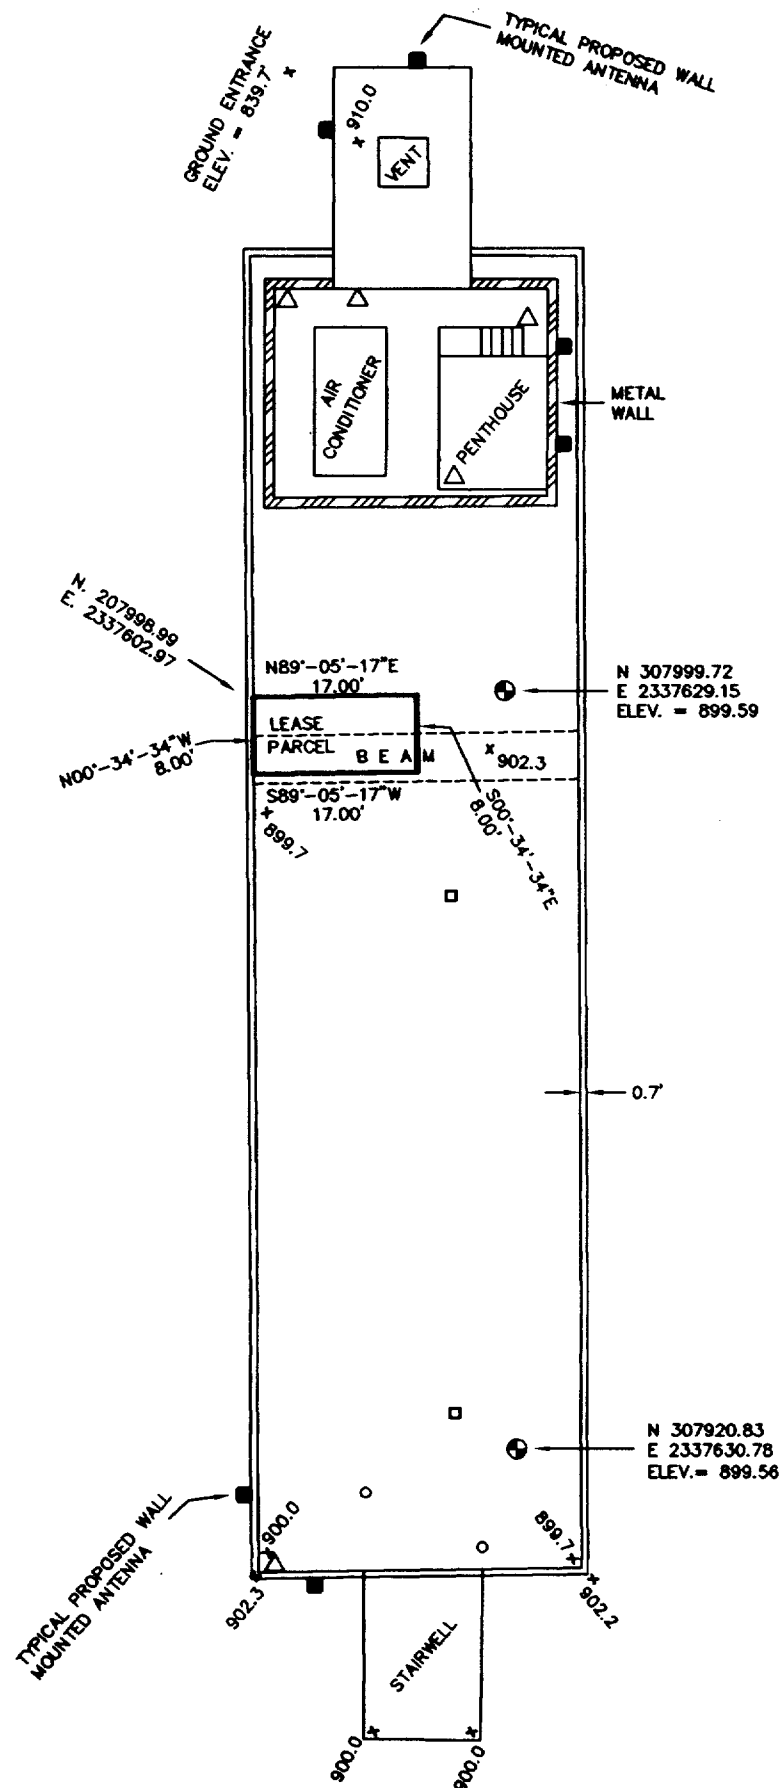 TYPICAL PROPOSED WALL
MOUNTED ANTENNA
GROUND ENTRANCE
ELEV. = 839.7'
910.0
VENT
AIR
CONDITIONER
PENTHOUSE
METAL
WALL
N. 207998.99
E. 2337602.97
N89°-05'-17"E
17.00'
N 307999.72
E 2337629.15
ELEV. = 899.59
LEASE
PARCEL
BEAM
902.3
N00°-34'-34"W
8.00'
S89°-05'-17"W
17.00'
S00°-34'-34"E
8.00'
899.7
0.7'
N 307920.83
E 2337630.78
ELEV.= 899.56
TYPICAL PROPOSED WALL
MOUNTED ANTENNA
900.0
899.7
902.3
902.2
STAIRWELL
900.0
900.0